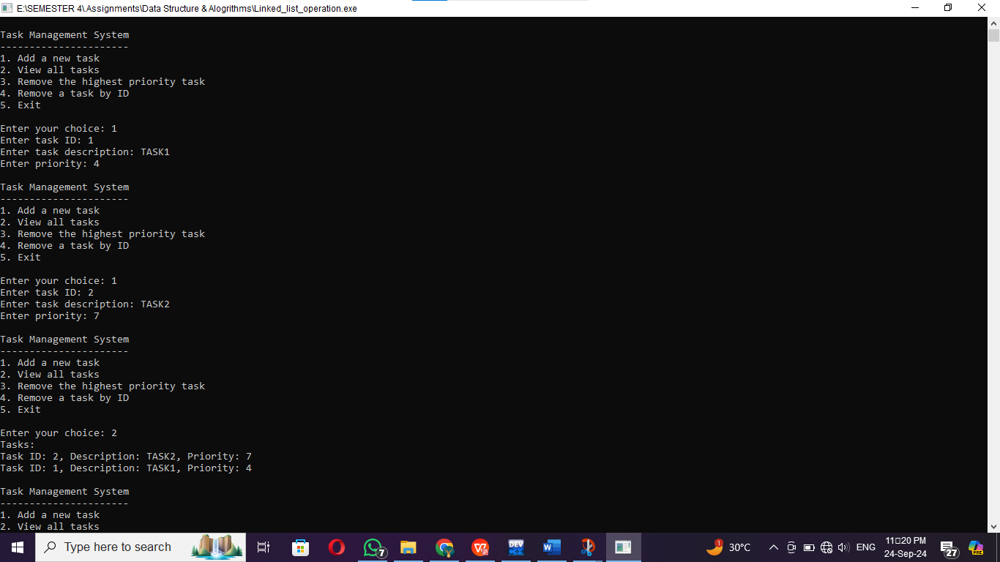 E:\SEMESTER 4\Assignments\Data Structure & Alogrithms\Linked_list_operation.exe
Task Management System
----------------------
1. Add a new task
2. View all tasks
3. Remove the highest priority task
4. Remove a task by ID
5. Exit
Enter your choice: 1
Enter task ID: 1
Enter task description: TASK1
Enter priority: 4
Task Management System
----------------------
1. Add a new task
2. View all tasks
3. Remove the highest priority task
4. Remove a task by ID
5. Exit
Enter your choice: 1
Enter task ID: 2
Enter task description: TASK2
Enter priority: 7
Task Management System
----------------------
1. Add a new task
2. View all tasks
3. Remove the highest priority task
4. Remove a task by ID
5. Exit
Enter your choice: 2
Tasks:
Task ID: 2, Description: TASK2, Priority: 7
Task ID: 1, Description: TASK1, Priority: 4
Task Management System
----------------------
1. Add a new task
2. View all tasks
Type here to search
7
DEV
W
1
30°C
ENG
11□20 PM
24-Sep-24
27
PRE